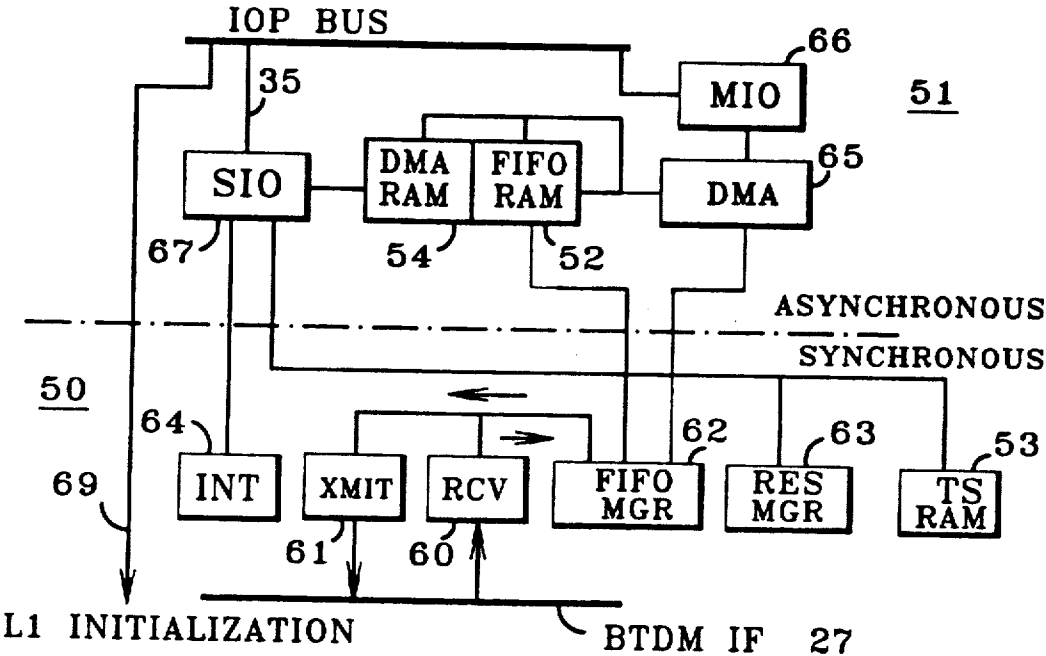 IOP BUS
66
35
MIO
51
DMA
RAM
FIFO
RAM
65
SIO
DMA
67
54
52
ASYNCHRONOUS
SYNCHRONOUS
50
64
62
63
53
INT
XMIT
RCV
FIFO
MGR
RES
MGR
TS
RAM
69
61
60
L1 INITIALIZATION
BTDM IF 27